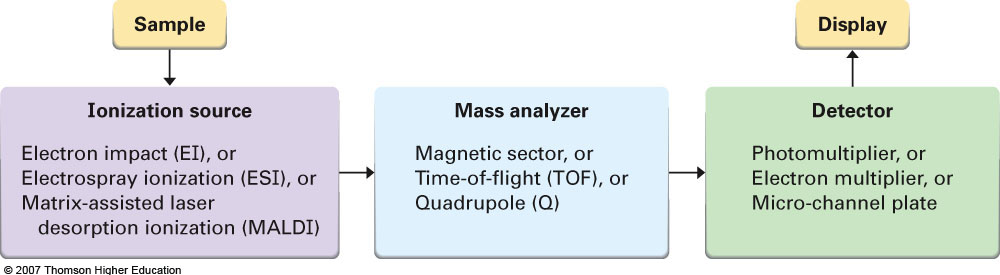 Sample
Display
Ionization source
Electron impact (EI), or
Electrospray ionization (ESI), or
Matrix-assisted laser
desorption ionization (MALDI)
Mass analyzer
Magnetic sector, or
Time-of-flight (TOF), or
Quadrupole (Q)
Detector
Photomultiplier, or
Electron multiplier, or
Micro-channel plate
© 2007 Thomson Higher Education